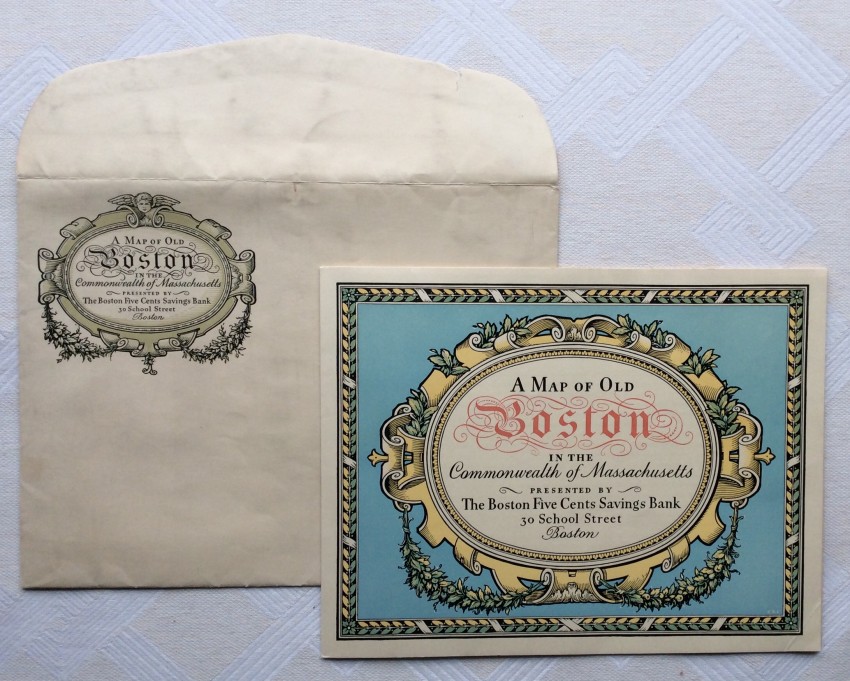 A Map of Old
Boston
in the
Commonwealth of Massachusetts
presented by
The Boston Five Cents Savings Bank
30 School Street
Boston
A Map of Old
Boston
in the
Commonwealth of Massachusetts
presented by
The Boston Five Cents Savings Bank
30 School Street
Boston